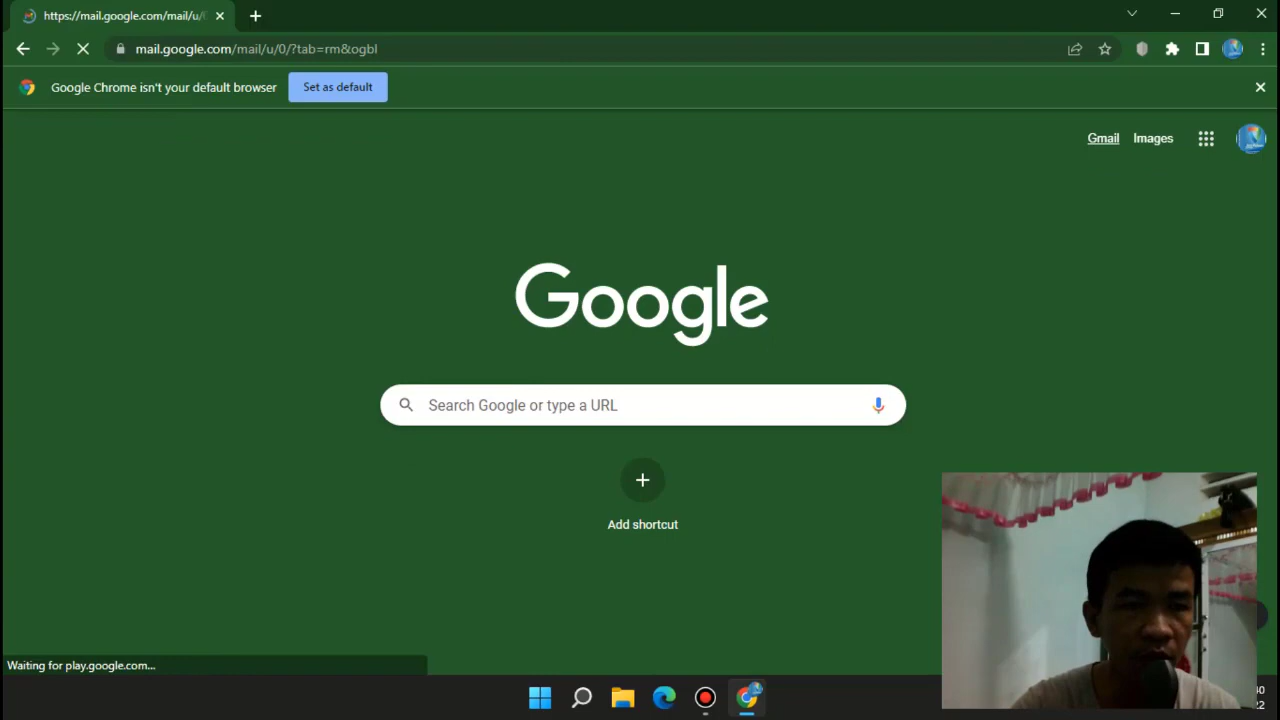 https://mail.google.com/mail/u/
mail.google.com/mail/u/0/?tab=rm&ogbl
Google Chrome isn't your default browser
Set as default
Gmail
Images
Google
Search Google or type a URL
Add shortcut
Waiting for play.google.com...